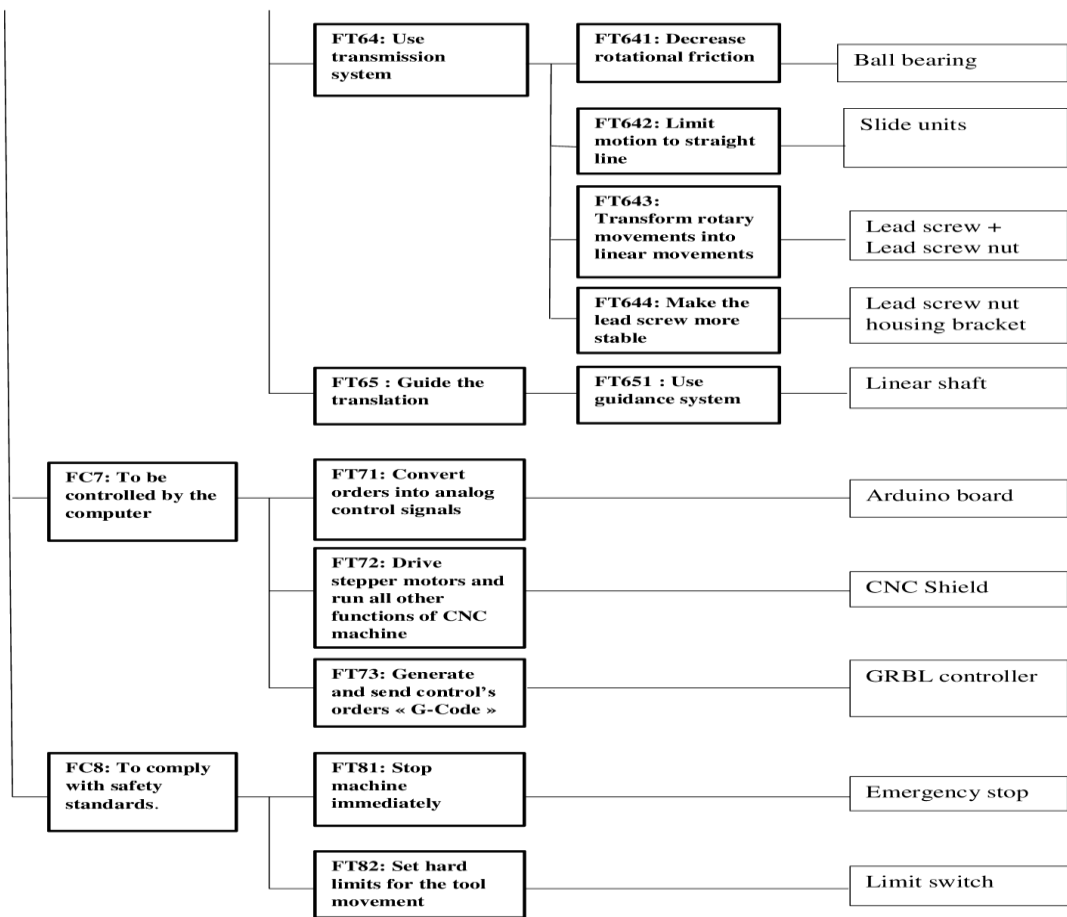 FT64: Use
transmission
system
FT641: Decrease
rotational friction
Ball bearing
FT642: Limit
motion to straight
line
Slide units
FT643:
Transform rotary
movements into
linear movements
Lead screw +
Lead screw nut
FT644: Make the
lead screw more
stable
Lead screw nut
housing bracket
FT65 : Guide the
translation
FT651 : Use
guidance system
Linear shaft
FC7: To be
controlled by the
computer
FT71: Convert
orders into analog
control signals
Arduino board
FT72: Drive
stepper motors and
run all other
functions of CNC
machine
CNC Shield
FT73: Generate
and send control’s
orders « G-Code »
GRBL controller
FC8: To comply
with safety
standards.
FT81: Stop
machine
immediately
Emergency stop
FT82: Set hard
limits for the tool
movement
Limit switch